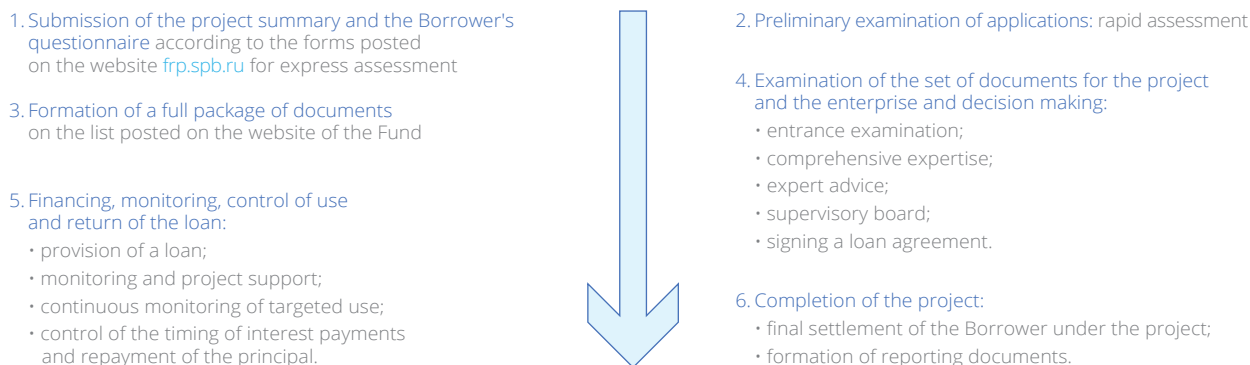 1. Submission of the project summary and the Borrower's
questionnaire according to the forms posted
on the website frp.spb.ru for express assessment
2. Preliminary examination of applications: rapid assessment
3. Formation of a full package of documents
on the list posted on the website of the Fund
4. Examination of the set of documents for the project
and the enterprise and decision making:
• entrance examination;
• comprehensive expertise;
• expert advice;
• supervisory board;
• signing a loan agreement.
5. Financing, monitoring, control of use
and return of the loan:
• provision of a loan;
• monitoring and project support;
• continuous monitoring of targeted use;
• control of the timing of interest payments
and repayment of the principal.
6. Completion of the project:
• final settlement of the Borrower under the project;
• formation of reporting documents.